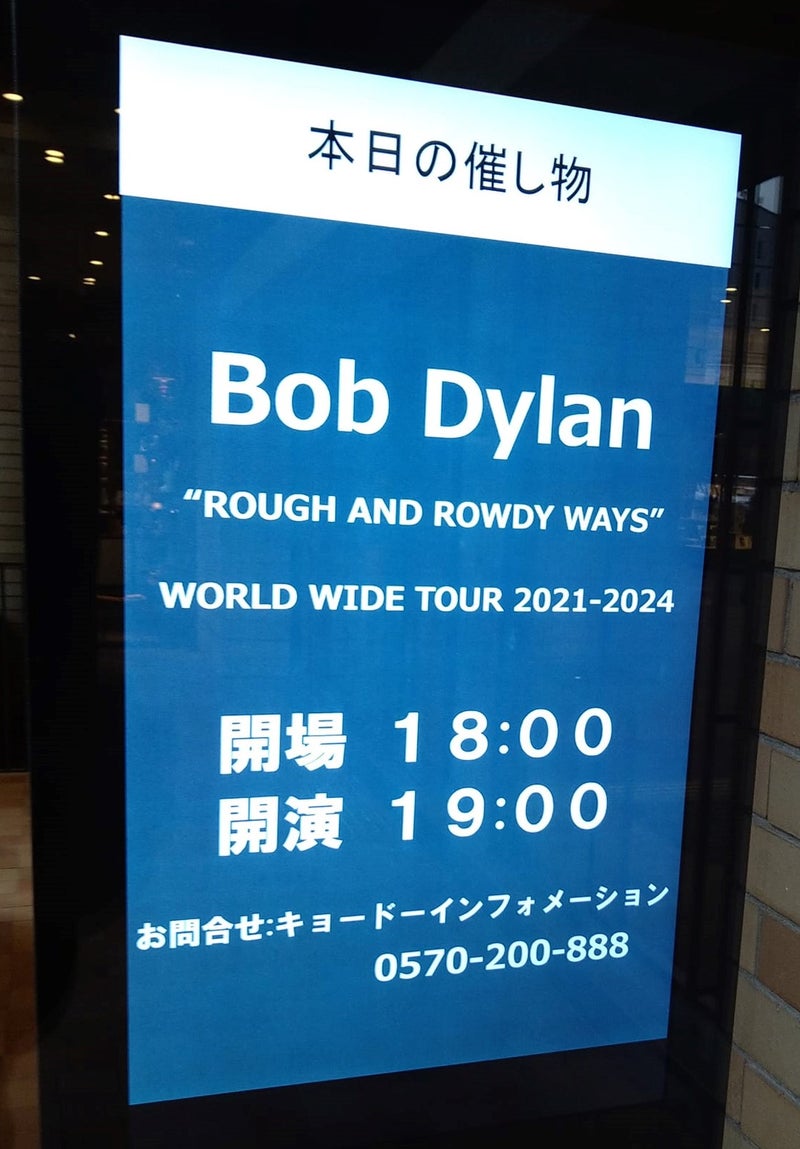 本日の催し物
Bob Dylan
“ROUGH AND ROWDY WAYS”
WORLD WIDE TOUR 2021-2024
開場 18:00
開演 19:00
お問合せ:キョードーインフォメーション
0570-200-888